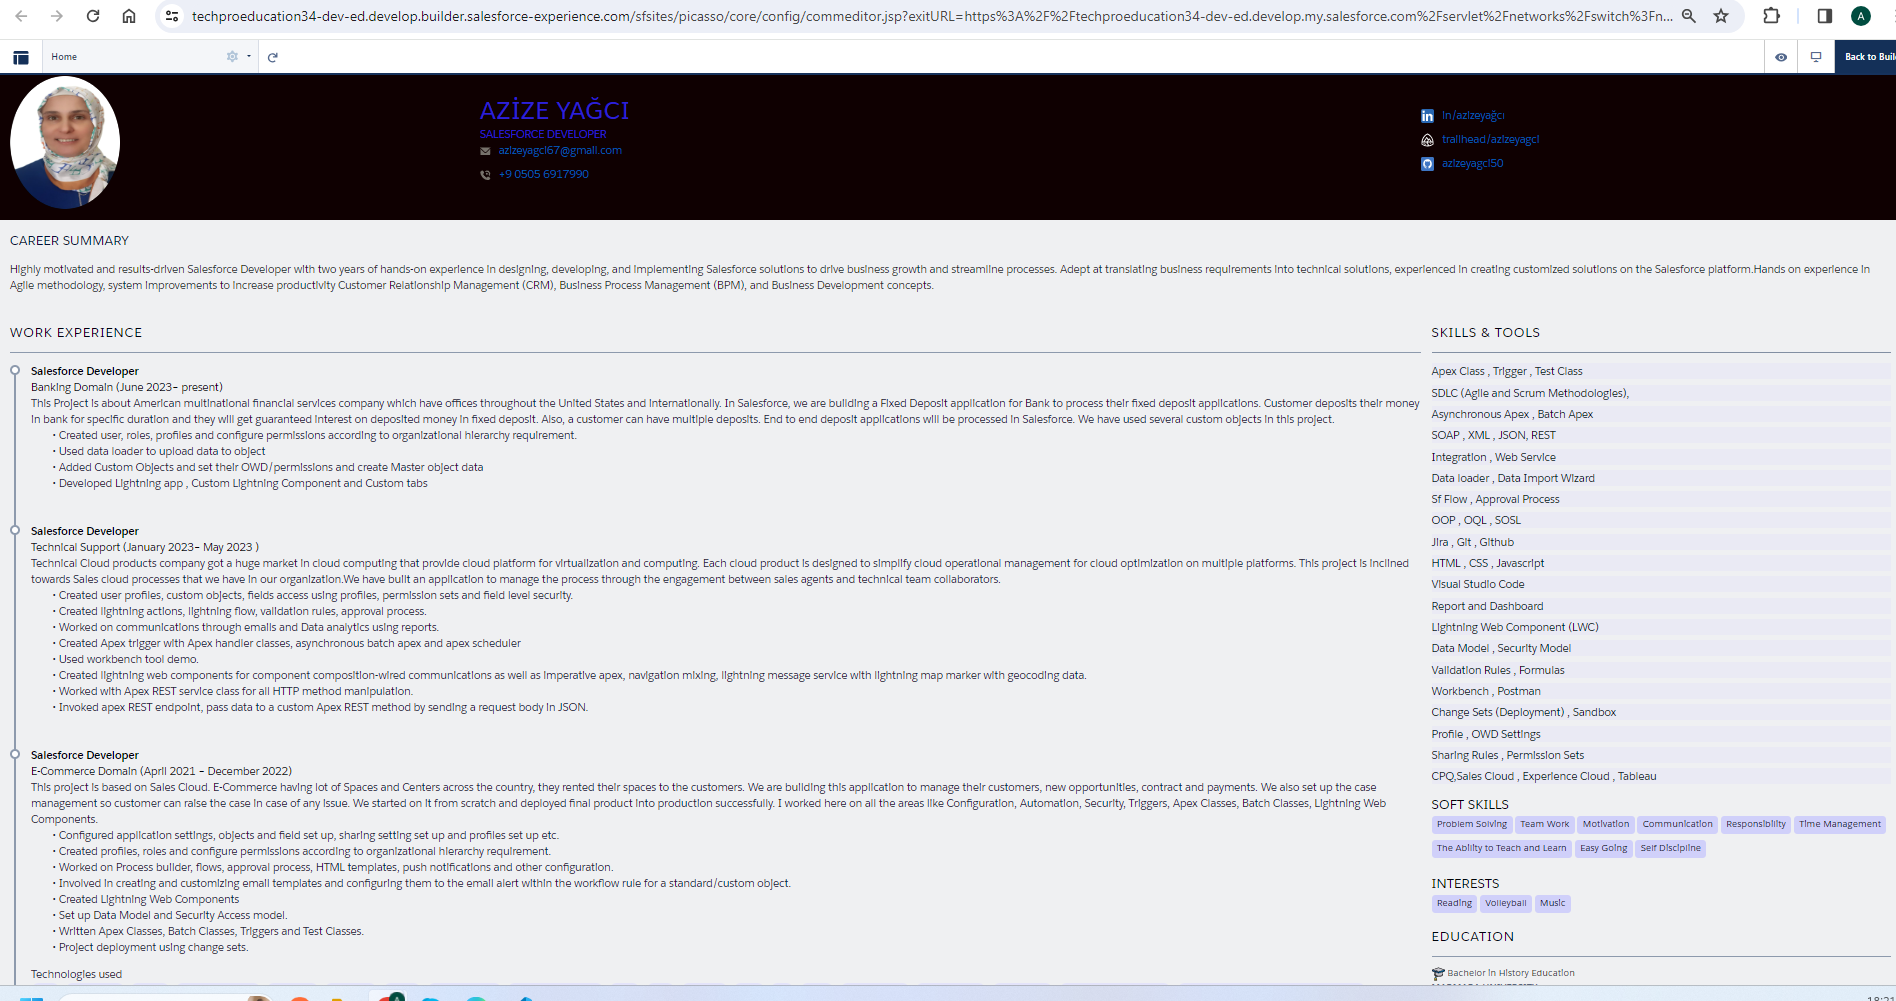 techproeducation34-dev-ed.develop.builder.salesforce-experience.com/sfsites/picasso/core/config/commeditor.jsp?exitURL=https%3A%2F%2Ftechproeducation34-dev-ed.develop.my.salesforce.com%2Fservlet%2Fnetworks%2Fswitch%3Fn...
A
Home
Back to Buil
AZİZE YAĞCI
SALESFORCE DEVELOPER
azizeyagci67@gmail.com
+9 0505 6917990
in/azizeyağcı
trailhead/azizeyagci
azizeyagci50
CAREER SUMMARY
Highly motivated and results-driven Salesforce Developer with two years of hands-on experience in designing, developing, and implementing Salesforce solutions to drive business growth and streamline processes. Adept at translating business requirements into technical solutions, experienced in creating customized solutions on the Salesforce platform.Hands on experience in
Agile methodology, system improvements to increase productivity Customer Relationship Management (CRM), Business Process Management (BPM), and Business Development concepts.
WORK EXPERIENCE
Salesforce Developer
Banking Domain (June 2023– present)
This Project is about American multinational financial services company which have offices throughout the United States and internationally. In Salesforce, we are building a Fixed Deposit application for Bank to process their fixed deposit applications. Customer deposits their money
in bank for specific duration and they will get guaranteed interest on deposited money in fixed deposit. Also, a customer can have multiple deposits. End to end deposit applications will be processed in Salesforce. We have used several custom objects in this project.
• Created user, roles, profiles and configure permissions according to organizational hierarchy requirement.
• Used data loader to upload data to object
• Added Custom Objects and set their OWD/permissions and create Master object data
• Developed Lightning app , Custom Lightning Component and Custom tabs
Salesforce Developer
Technical Support (January 2023– May 2023 )
Technical Cloud products company got a huge market in cloud computing that provide cloud platform for virtualization and computing. Each cloud product is designed to simplify cloud operational management for cloud optimization on multiple platforms. This project is inclined
towards Sales cloud processes that we have in our organization.We have built an application to manage the process through the engagement between sales agents and technical team collaborators.
• Created user profiles, custom objects, fields access using profiles, permission sets and field level security.
• Created lightning actions, lightning flow, validation rules, approval process.
• Worked on communications through emails and Data analytics using reports.
• Created Apex trigger with Apex handler classes, asynchronous batch apex and apex scheduler
• Used workbench tool demo.
• Created lightning web components for component composition-wired communications as well as imperative apex, navigation mixing, lightning message service with lightning map marker with geocoding data.
• Worked with Apex REST service class for all HTTP method manipulation.
• Invoked apex REST endpoint, pass data to a custom Apex REST method by sending a request body in JSON.
Salesforce Developer
E-Commerce Domain (April 2021 – December 2022)
This project is based on Sales Cloud. E-Commerce having lot of Spaces and Centers across the country, they rented their spaces to the customers. We are building this application to manage their customers, new opportunities, contract and payments. We also set up the case
management so customer can raise the case in case of any issue. We started on it from scratch and deployed final product into production successfully. I worked here on all the areas like Configuration, Automation, Security, Triggers, Apex Classes, Batch Classes, Lightning Web
Components.
• Configured application settings, objects and field set up, sharing setting set up and profiles set up etc.
• Created profiles, roles and configure permissions according to organizational hierarchy requirement.
• Worked on Process builder, flows, approval process, HTML templates, push notifications and other configuration.
• Involved in creating and customizing email templates and configuring them to the email alert within the workflow rule for a standard/custom object.
• Created Lightning Web Components
• Set up Data Model and Security Access model.
• Written Apex Classes, Batch Classes, Triggers and Test Classes.
• Project deployment using change sets.
Technologies used
SKILLS & TOOLS
Apex Class , Trigger , Test Class
SDLC (Agile and Scrum Methodologies),
Asynchronous Apex , Batch Apex
SOAP , XML , JSON, REST
Integration , Web Service
Data loader , Data Import Wizard
Sf Flow , Approval Process
OOP , OQL , SOSL
Jira , Git , Github
HTML , CSS , Javascript
Visual Studio Code
Report and Dashboard
Lightning Web Component (LWC)
Data Model , Security Model
Validation Rules , Formulas
Workbench , Postman
Change Sets (Deployment) , Sandbox
Profile , OWD Settings
Sharing Rules , Permission Sets
CPQ,Sales Cloud , Experience Cloud , Tableau
SOFT SKILLS
Problem Solving Team Work Motivation Communication Responsibility Time Management
The Ability to Teach and Learn Easy Going Self Discipline
INTERESTS
Reading Volleyball Music
EDUCATION
Bachelor in History Education